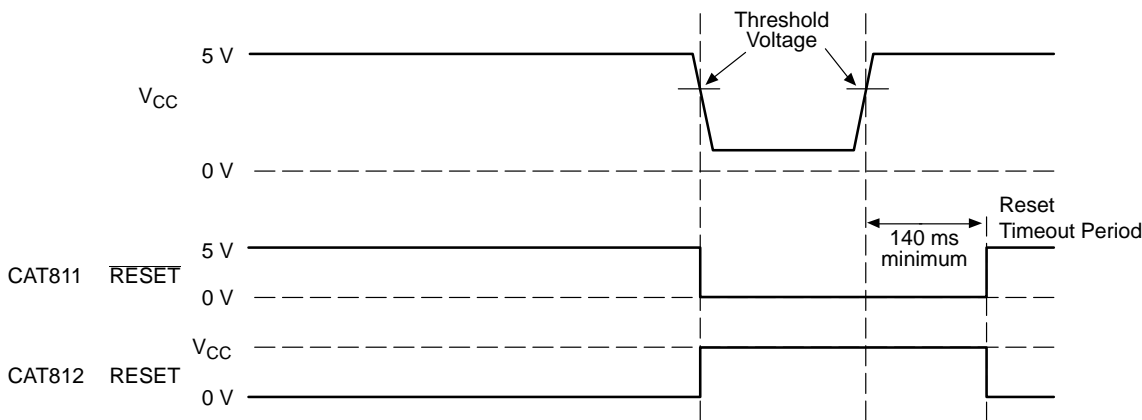 Threshold
Voltage
5 V
VCC
0 V
Reset
Timeout Period
140 ms
minimum
5 V
CAT811 RESET
0 V
VCC
CAT812 RESET
0 V